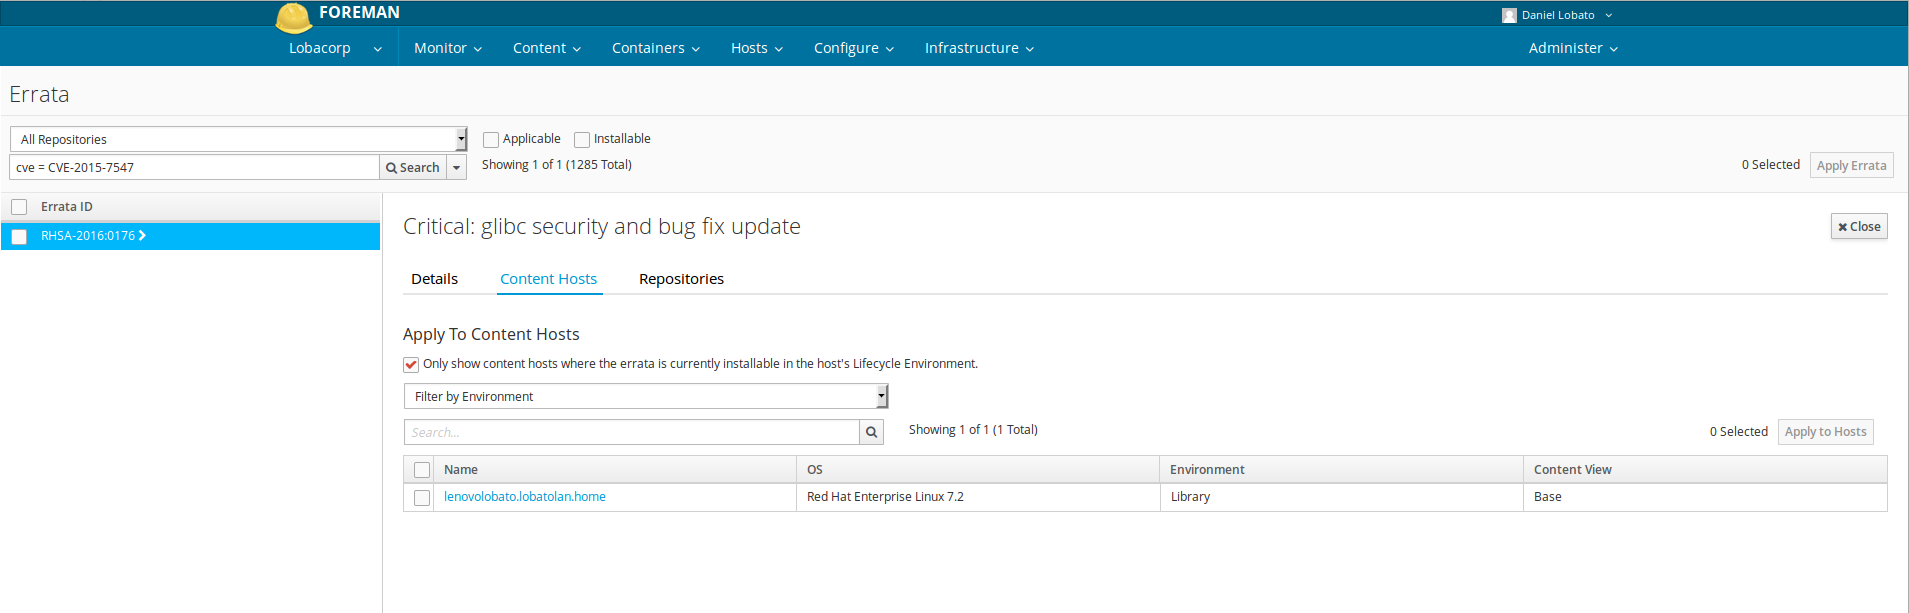 FOREMAN
Daniel Lobato
Lobacorp Monitor Content Containers Hosts Configure Infrastructure Administer
Errata
All Repositories Applicable Installable
cve = CVE-2015-7547 Search Showing 1 of 1 (1285 Total) 0 Selected Apply Errata
Errata ID
RHSA-2016:0176
Critical: glibc security and bug fix update Close
Details Content Hosts Repositories
Apply To Content Hosts
Only show content hosts where the errata is currently installable in the host's Lifecycle Environment.
Filter by Environment
Search... Showing 1 of 1 (1 Total) 0 Selected Apply to Hosts
Name OS Environment Content View
lenovolobato.lobatolan.home Red Hat Enterprise Linux 7.2 Library Base